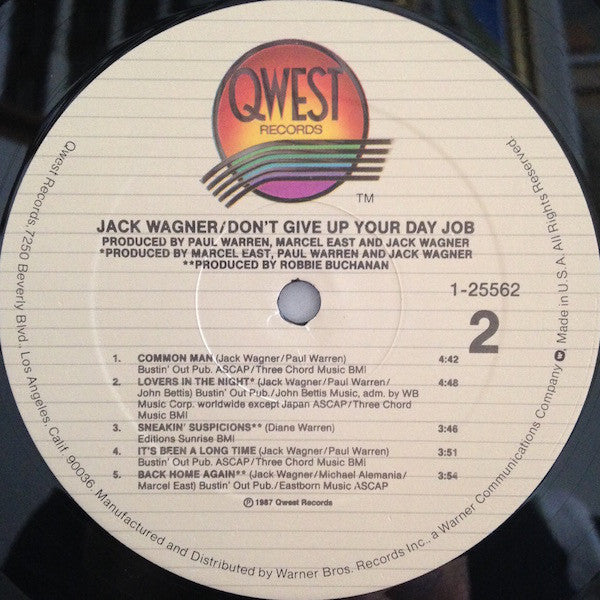 QWEST
RECORDS
TM
JACK WAGNER/DON'T GIVE UP YOUR DAY JOB
PRODUCED BY PAUL WARREN, MARCEL EAST AND JACK WAGNER
*PRODUCED BY MARCEL EAST, PAUL WARREN AND JACK WAGNER
**PRODUCED BY ROBBIE BUCHANAN
1-25562
2
1. COMMON MAN (Jack Wagner/Paul Warren) 4:42
Bustin' Out Pub. ASCAP/Three Chord Music BMI
2. LOVERS IN THE NIGHT* (Jack Wagner/Paul Warren/ 4:48
John Bettis) Bustin' Out Pub./John Bettis Music, adm. by WB
Music Corp. worldwide except Japan ASCAP/Three Chord
Music BMI
3. SNEAKIN' SUSPICIONS** (Diane Warren) 3:46
Editions Sunrise BMI
4. IT'S BEEN A LONG TIME (Jack Wagner/Paul Warren) 3:51
Bustin' Out Pub. ASCAP/Three Chord Music BMI
5. BACK HOME AGAIN** (Jack Wagner/Michael Alemania/ 3:54
Marcel East) Bustin' Out Pub./Eastborn Music ASCAP
℗1987 Qwest Records
Qwest Records, 7250 Beverly Blvd., Los Angeles, Calif. 90036. Manufactured and Distributed by Warner Bros. Records Inc., a Warner Communications Company Made in U.S.A. All Rights Reserved.